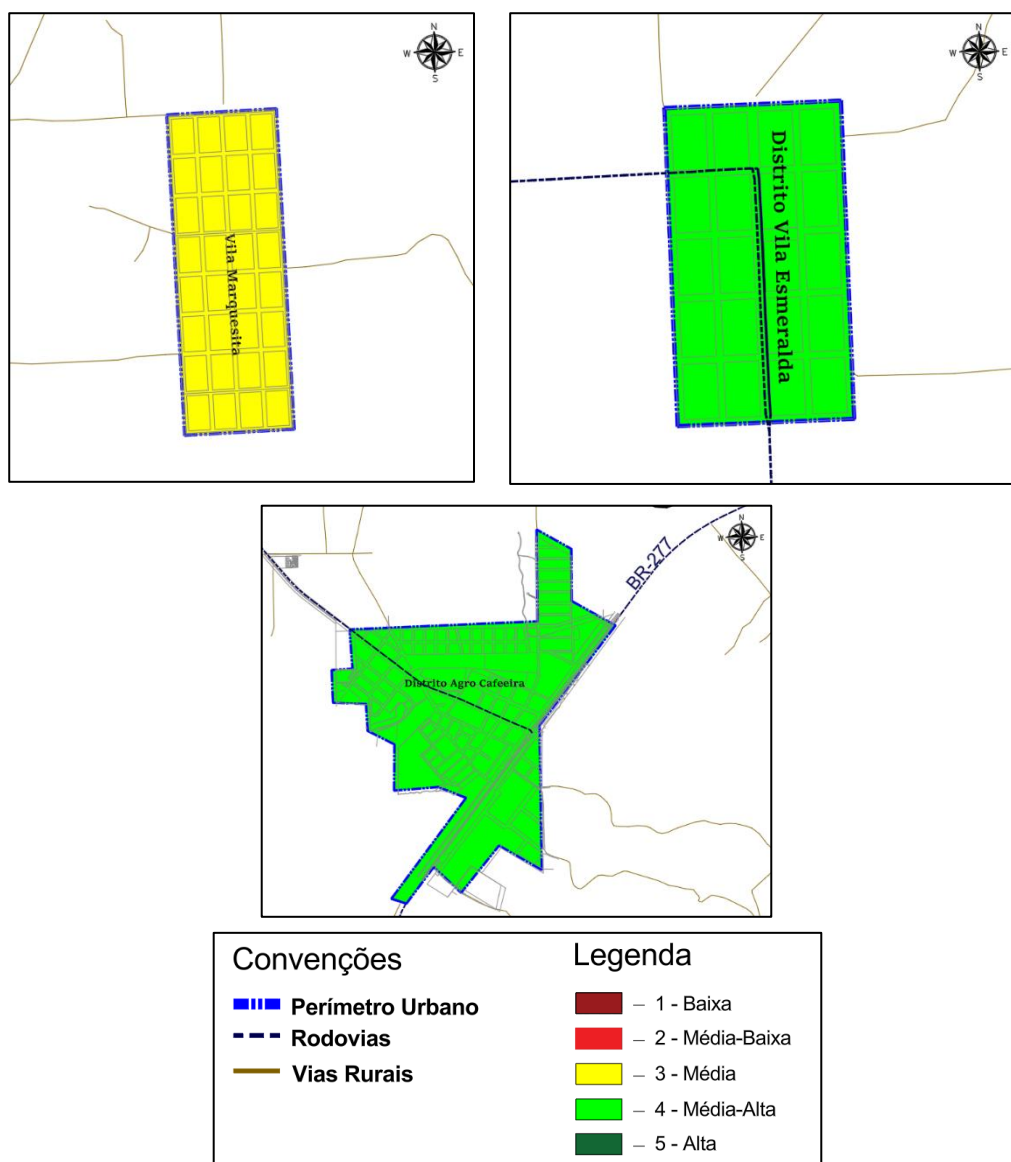 N
W E
S
Vila Marquesita
N
W E
S
Distrito Vila Esmeralda
N
W E
S
BR-277
Distrito Agro Cafeeira
Convenções
Perímetro Urbano
Rodovias
Vias Rurais
Legenda
– 1 - Baixa
– 2 - Média-Baixa
– 3 - Média
– 4 - Média-Alta
– 5 - Alta